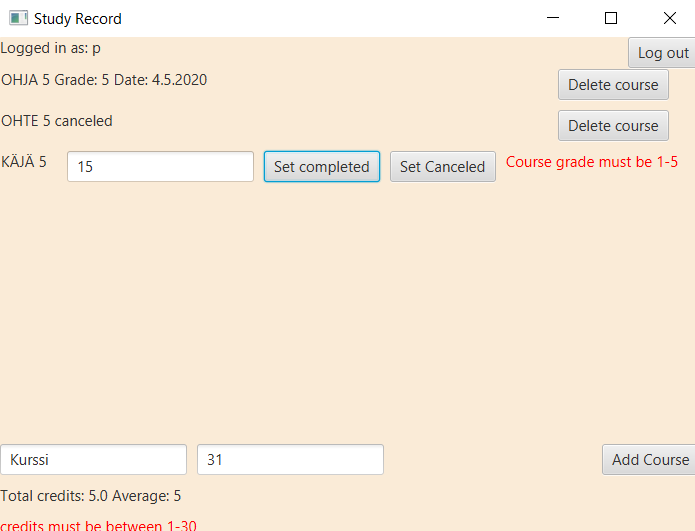 Study Record
Logged in as: p
Log out
OHJA 5 Grade: 5 Date: 4.5.2020
Delete course
OHTE 5 canceled
Delete course
KÄJÄ 5
15
Set completed
Set Canceled
Course grade must be 1-5
Kurssi
31
Add Course
Total credits: 5.0 Average: 5
credits must be between 1-30